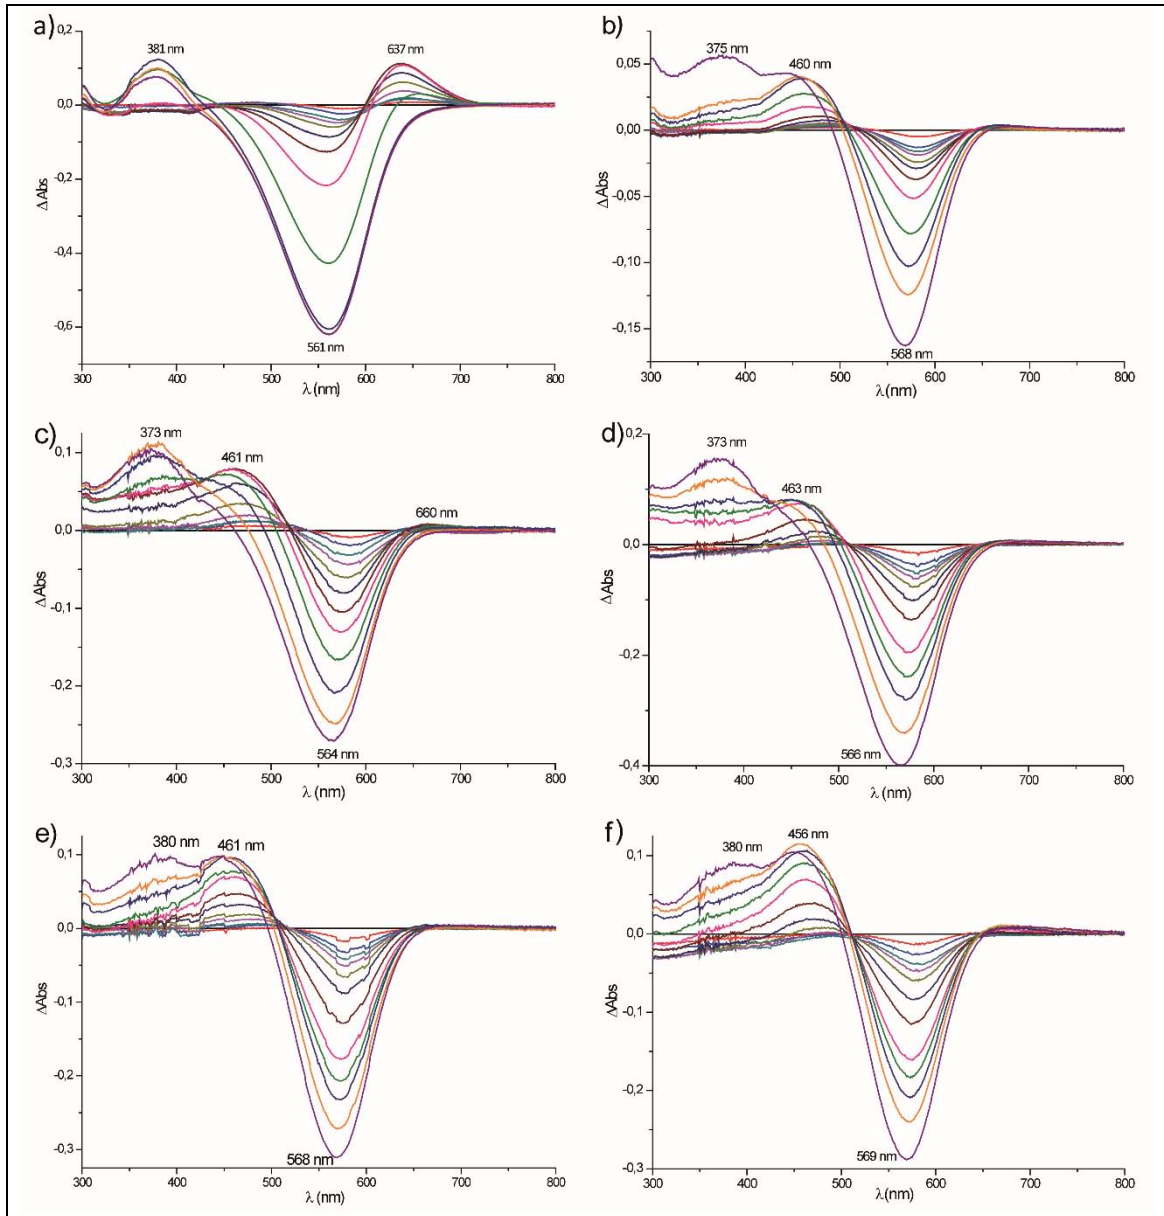 a)
0,2
0,0
-0,2
-0,4
-0,6
ΔAbs
381 nm
637 nm
561 nm
300 400 500 600 700 800
λ (nm)
b)
0,05
0,00
-0,05
-0,10
-0,15
ΔAbs
375 nm
460 nm
568 nm
300 400 500 600 700 800
λ (nm)
c)
0,1
0,0
-0,1
-0,2
-0,3
ΔAbs
373 nm
461 nm
660 nm
564 nm
300 400 500 600 700 800
λ (nm)
d)
0,2
0,0
-0,2
-0,4
ΔAbs
373 nm
463 nm
566 nm
300 400 500 600 700 800
λ (nm)
e)
0,1
0,0
-0,1
-0,2
-0,3
ΔAbs
380 nm
461 nm
568 nm
300 400 500 600 700 800
λ (nm)
f)
0,1
0,0
-0,1
-0,2
-0,3
ΔAbs
380 nm
456 nm
569 nm
300 400 500 600 700 800
λ (nm)